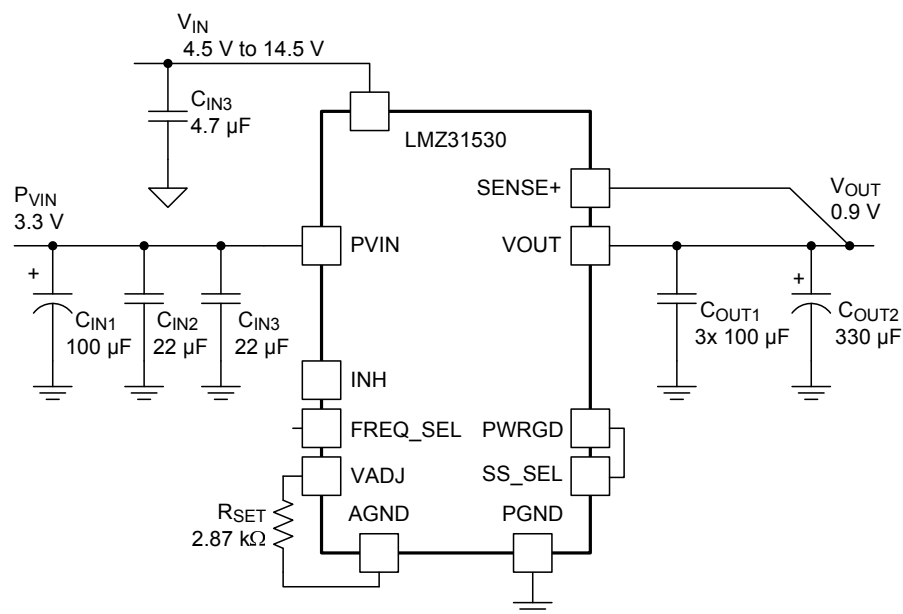 VIN
4.5 V to 14.5 V
CIN3
4.7 µF
LMZ31530
SENSE+
VOUT
0.9 V
PVIN
3.3 V
PVIN
VOUT
+
CIN1
100 µF
CIN2
22 µF
CIN3
22 µF
COUT1
3x 100 µF
+
COUT2
330 µF
INH
FREQ_SEL
PWRGD
VADJ
SS_SEL
RSET
2.87 kΩ
AGND
PGND